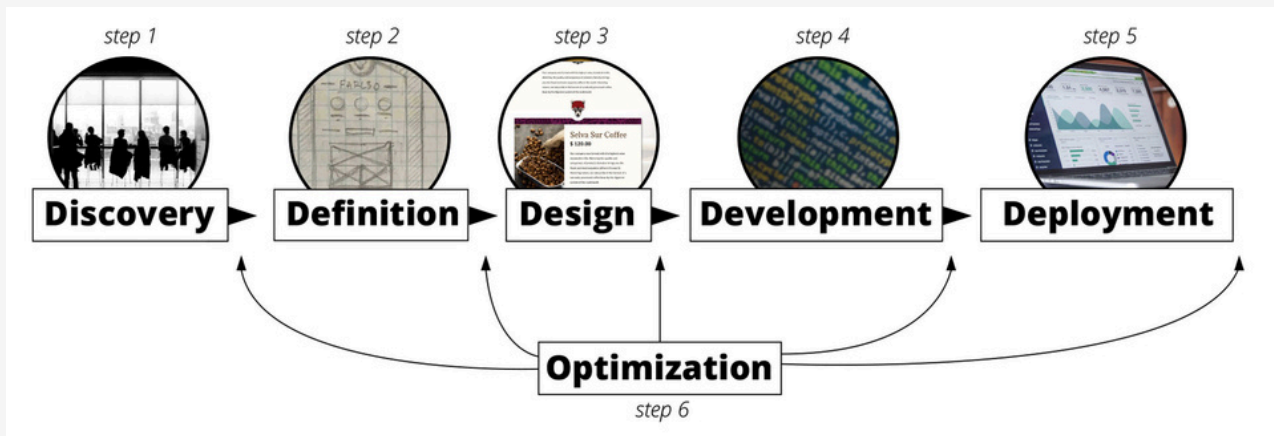 step 1
step 2
step 3
step 4
step 5
FABLSO
Selva Sur Coffee
$ 120.00
Discovery
Definition
Design
Development
Deployment
Optimization
step 6